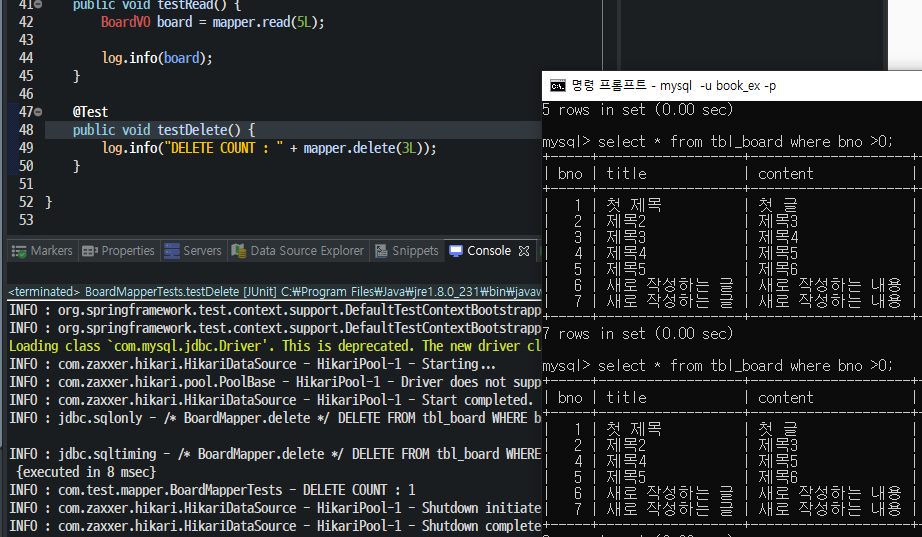 41 public void testRead() {
42 BoardVO board = mapper.read(5L);
43
44 log.info(board);
45 }
46
47 @Test
48 public void testDelete() {
49 log.info("DELETE COUNT : " + mapper.delete(3L));
50 }
51
52 }
53
Markers Properties Servers Data Source Explorer Snippets Console
<terminated> BoardMapperTests.testDelete [JUnit] C:₩Program Files₩Java₩jre1.8.0_231₩bin₩javaw
INFO : org.springframework.test.context.support.DefaultTestContextBootstrapp
INFO : org.springframework.test.context.support.DefaultTestContextBootstrapp
Loading class `com.mysql.jdbc.Driver'. This is deprecated. The new driver cl
INFO : com.zaxxer.hikari.HikariDataSource - HikariPool-1 - Starting...
INFO : com.zaxxer.hikari.pool.PoolBase - HikariPool-1 - Driver does not supp
INFO : com.zaxxer.hikari.HikariDataSource - HikariPool-1 - Start completed.
INFO : jdbc.sqlonly - /* BoardMapper.delete */ DELETE FROM tbl_board WHERE b
INFO : jdbc.sqltiming - /* BoardMapper.delete */ DELETE FROM tbl_board WHERE
{executed in 8 msec}
INFO : com.test.mapper.BoardMapperTests - DELETE COUNT : 1
INFO : com.zaxxer.hikari.HikariDataSource - HikariPool-1 - Shutdown initiate
INFO : com.zaxxer.hikari.HikariDataSource - HikariPool-1 - Shutdown complete
명령 프롬프트 - mysql -u book_ex -p
5 rows in set (0.00 sec)
mysql> select * from tbl_board where bno >0;
+-----+--------------------+--------------------+
| bno | title | content
+-----+--------------------+--------------------+
| 1 | 첫 제목 | 첫 글
| 2 | 제목2 | 제목3
| 3 | 제목3 | 제목4
| 4 | 제목4 | 제목5
| 5 | 제목5 | 제목6
| 6 | 새로 작성하는 글 | 새로 작성하는 내용
| 7 | 새로 작성하는 글 | 새로 작성하는 내용
+-----+--------------------+--------------------+
7 rows in set (0.00 sec)
mysql> select * from tbl_board where bno >0;
+-----+--------------------+--------------------+
| bno | title | content
+-----+--------------------+--------------------+
| 1 | 첫 제목 | 첫 글
| 2 | 제목2 | 제목3
| 4 | 제목4 | 제목5
| 5 | 제목5 | 제목6
| 6 | 새로 작성하는 글 | 새로 작성하는 내용
| 7 | 새로 작성하는 글 | 새로 작성하는 내용
+-----+--------------------+--------------------+